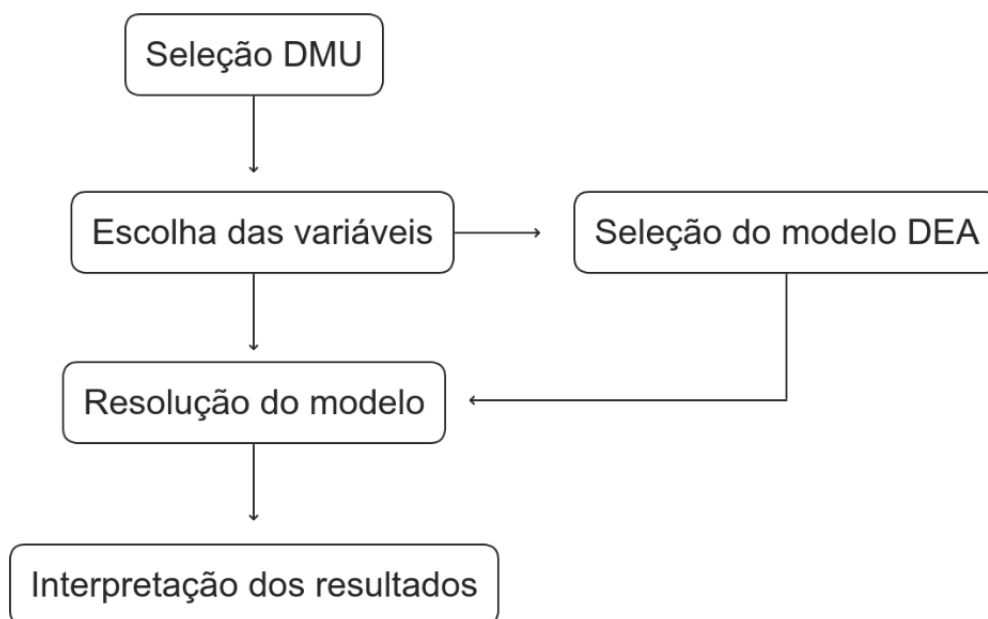 Seleção DMU
Escolha das variáveis
Seleção do modelo DEA
Resolução do modelo
Interpretação dos resultados